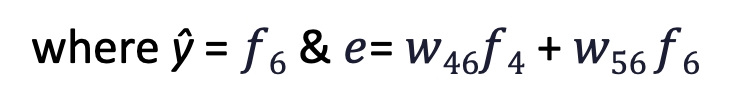 where ŷ = f₆ & e= w₄₆f₄ + w₅₆f₆